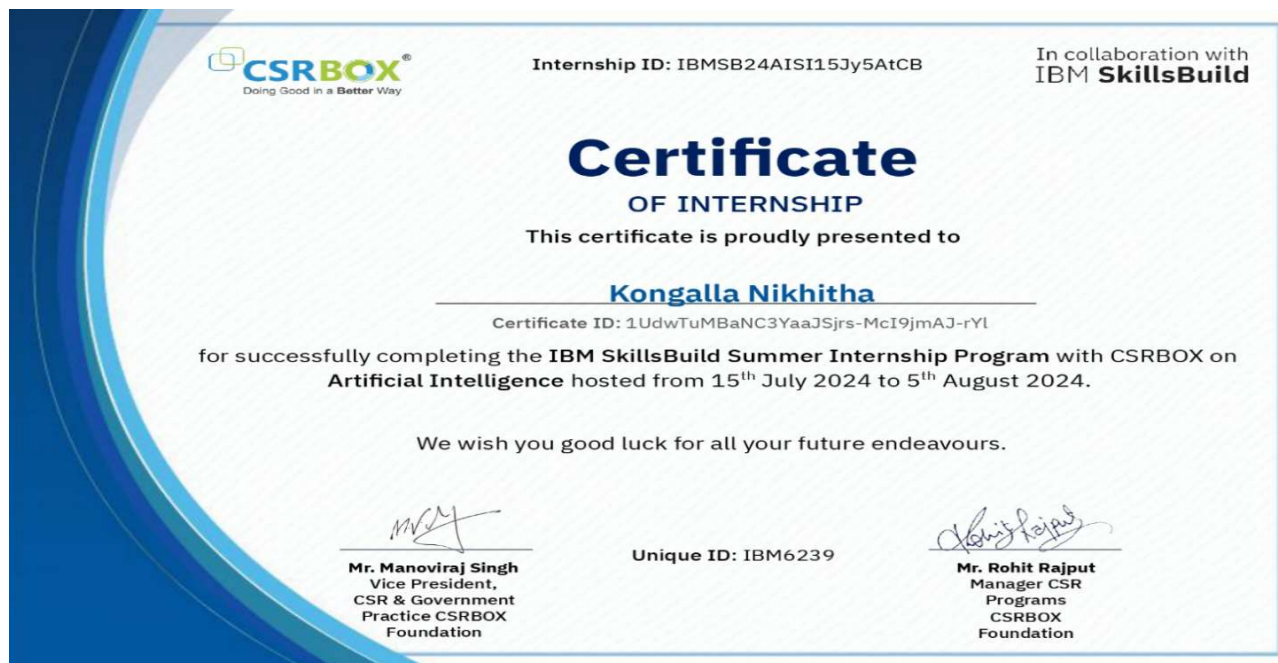 CSRBOX®
Doing Good in a Better Way
Internship ID: IBMSB24AISI15Jy5AtCB
In collaboration with
IBM SkillsBuild
Certificate
OF INTERNSHIP
This certificate is proudly presented to
Kongalla Nikhitha
Certificate ID: 1UdwTuMBaNC3YaaJSjrs-McI9jmAJ-rYl
for successfully completing the IBM SkillsBuild Summer Internship Program with CSRBOX on
Artificial Intelligence hosted from 15th July 2024 to 5th August 2024.
We wish you good luck for all your future endeavours.
Mr. Manoviraj Singh
Vice President,
CSR & Government
Practice CSRBOX
Foundation
Unique ID: IBM6239
Rohit Rajput
Mr. Rohit Rajput
Manager CSR
Programs
CSRBOX
Foundation